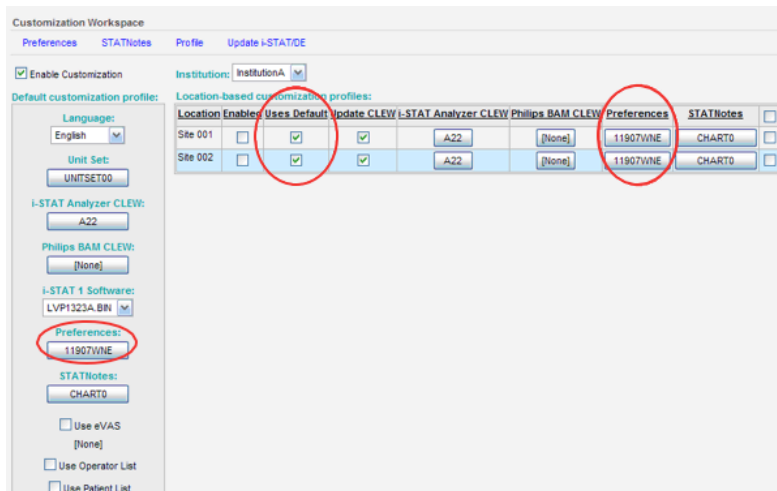 Customization Workspace
Preferences STATNotes Profile Update i-STAT/DE
Enable Customization
Institution: InstitutionA
Default customization profile:
Location-based customization profiles:
Language:
English
Unit Set:
UNITSET00
i-STAT Analyzer CLEW:
A22
Philips BAM CLEW:
[None]
i-STAT 1 Software:
LVP1323A.BIN
Preferences:
11907WNE
STATNotes:
CHART0
Use eVAS
[None]
Use Operator List
Use Patient List
Location Enabled Uses Default Update CLEW i-STAT Analyzer CLEW Philips BAM CLEW Preferences STATNotes
Site 001 A22 [None] 11907WNE CHART0
Site 002 A22 [None] 11907WNE CHART0